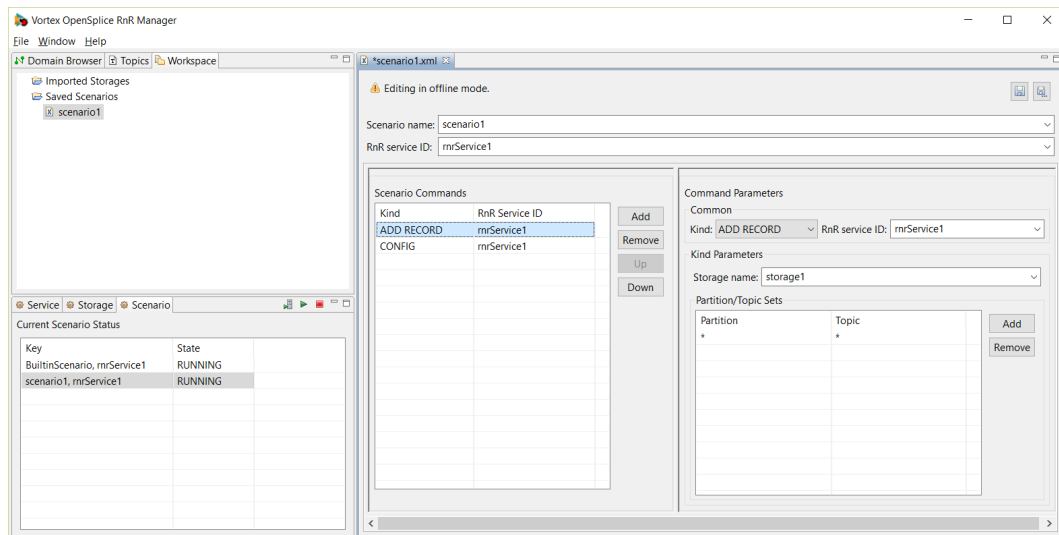 Vortex OpenSplice RnR Manager
File Window Help
Domain Browser Topics Workspace
Imported Storages
Saved Scenarios
scenario1
*scenario1.xml
Editing in offline mode.
Scenario name: scenario1
RnR service ID: rnrService1
Scenario Commands
Kind RnR Service ID
ADD RECORD rnrService1
CONFIG rnrService1
Add
Remove
Up
Down
Command Parameters
Common
Kind: ADD RECORD RnR service ID: rnrService1
Kind Parameters
Storage name: storage1
Partition/Topic Sets
Partition Topic
* *
Add
Remove
Service Storage Scenario
Current Scenario Status
Key State
BuiltinScenario, rnrService1 RUNNING
scenario1, rnrService1 RUNNING